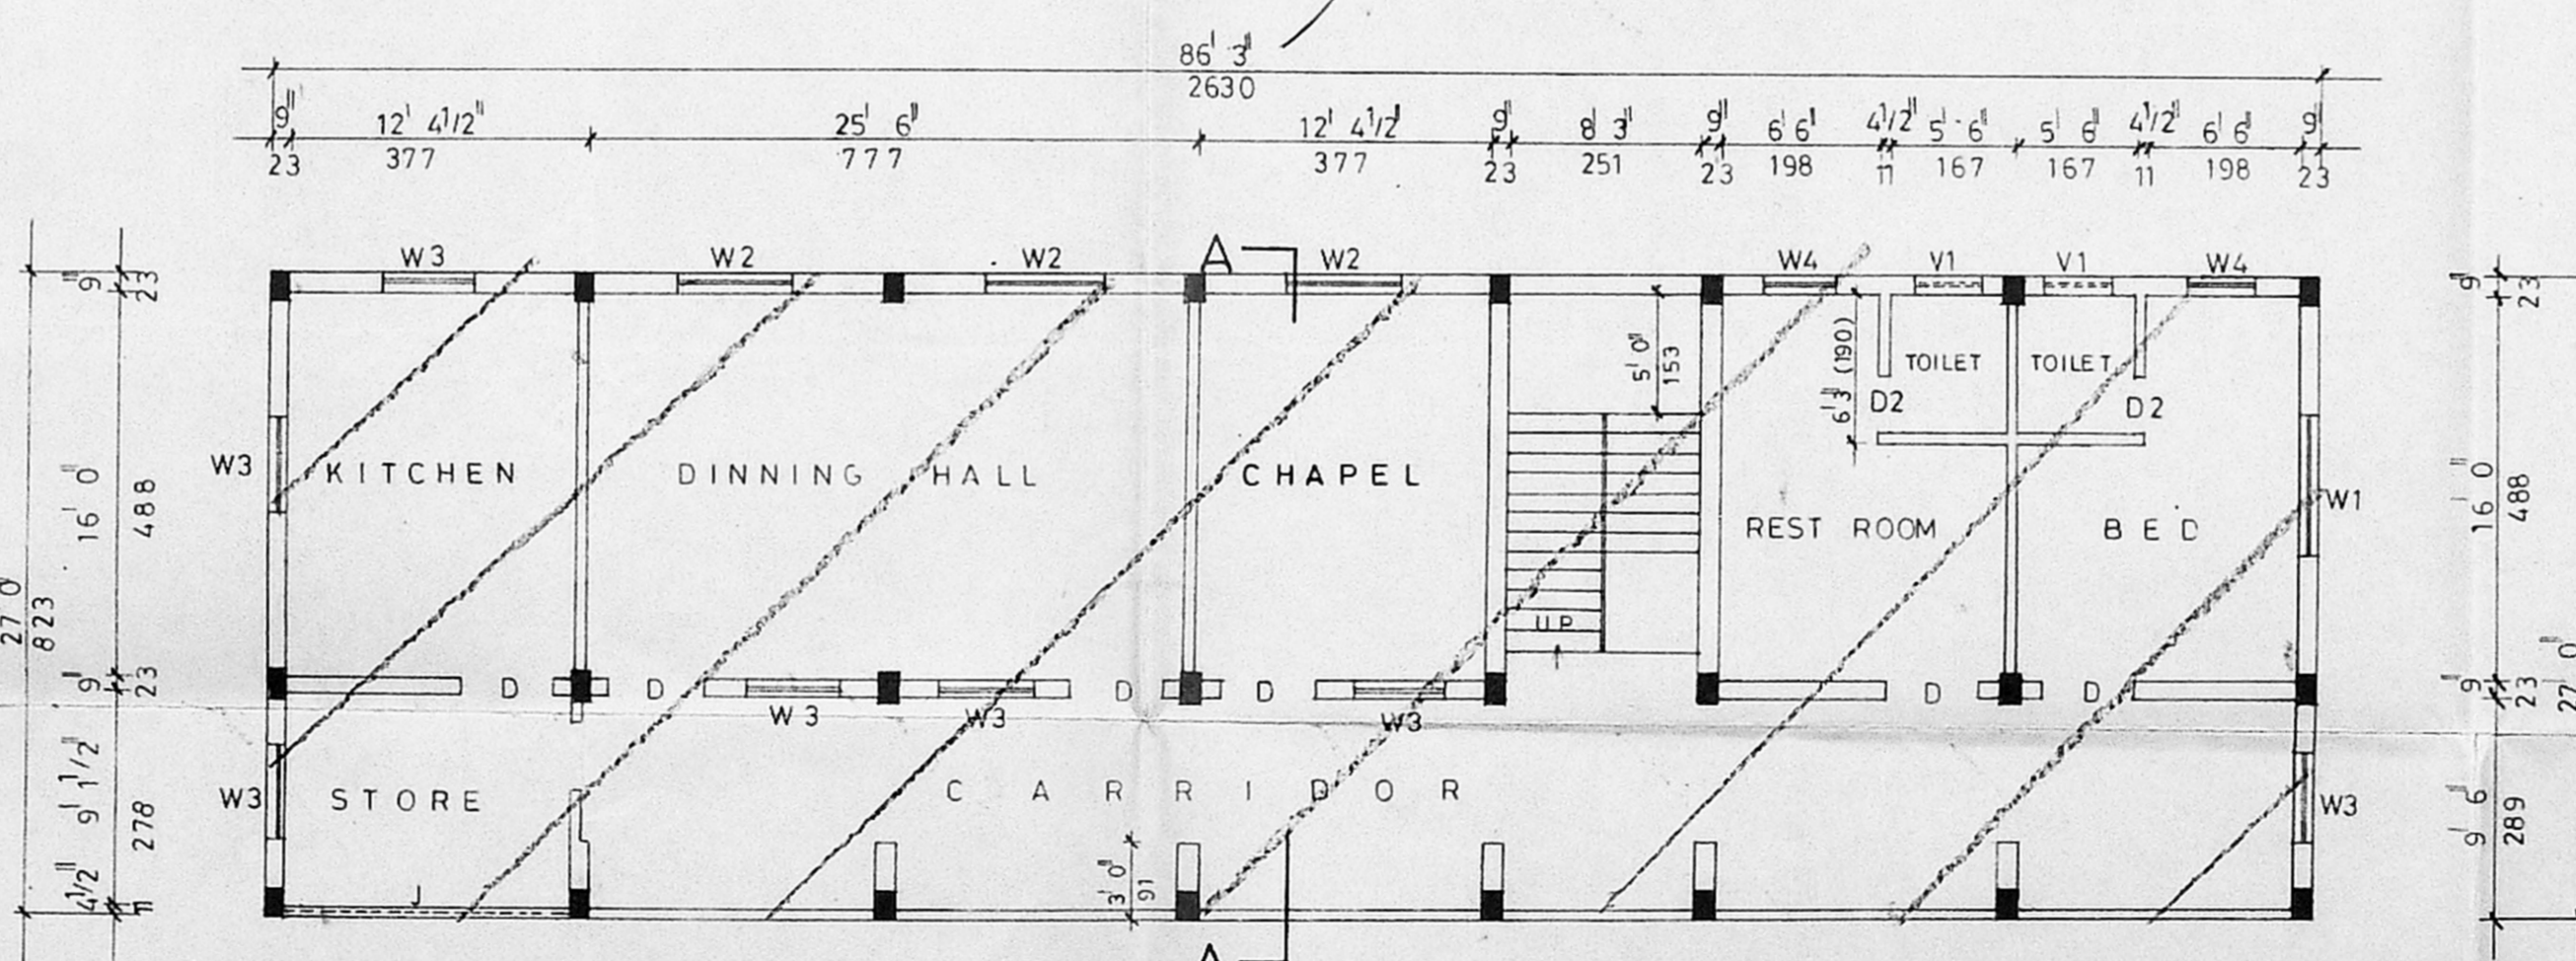 86' 3"
2630
9" 12' 4 1/2" 25' 6" 12' 4 1/2" 9" 8' 3" 9" 6' 6" 4 1/2" 5' 6" 5' 6" 4 1/2" 6' 6" 9"
23 377 777 377 23 251 23 198 11 167 167 11 198 23
A
W3 W2 W2 W2 W4 V1 V1 W4
9" 23 9" 23
5' 0" 153
6' 3" (190)
TOILET TOILET
D2 D2
W3 KITCHEN DINNING HALL CHAPEL
16' 0" 488
REST ROOM BED W1
16' 0" 488
27 0
823
UP
9" 23 D D D D D D 9" 23
27' 0
W3 W3 W3
W3 STORE CARRIDOR W3
9' 1 1/2" 278
9' 6" 289
3' 0" 91
4 1/2" 11
J
A